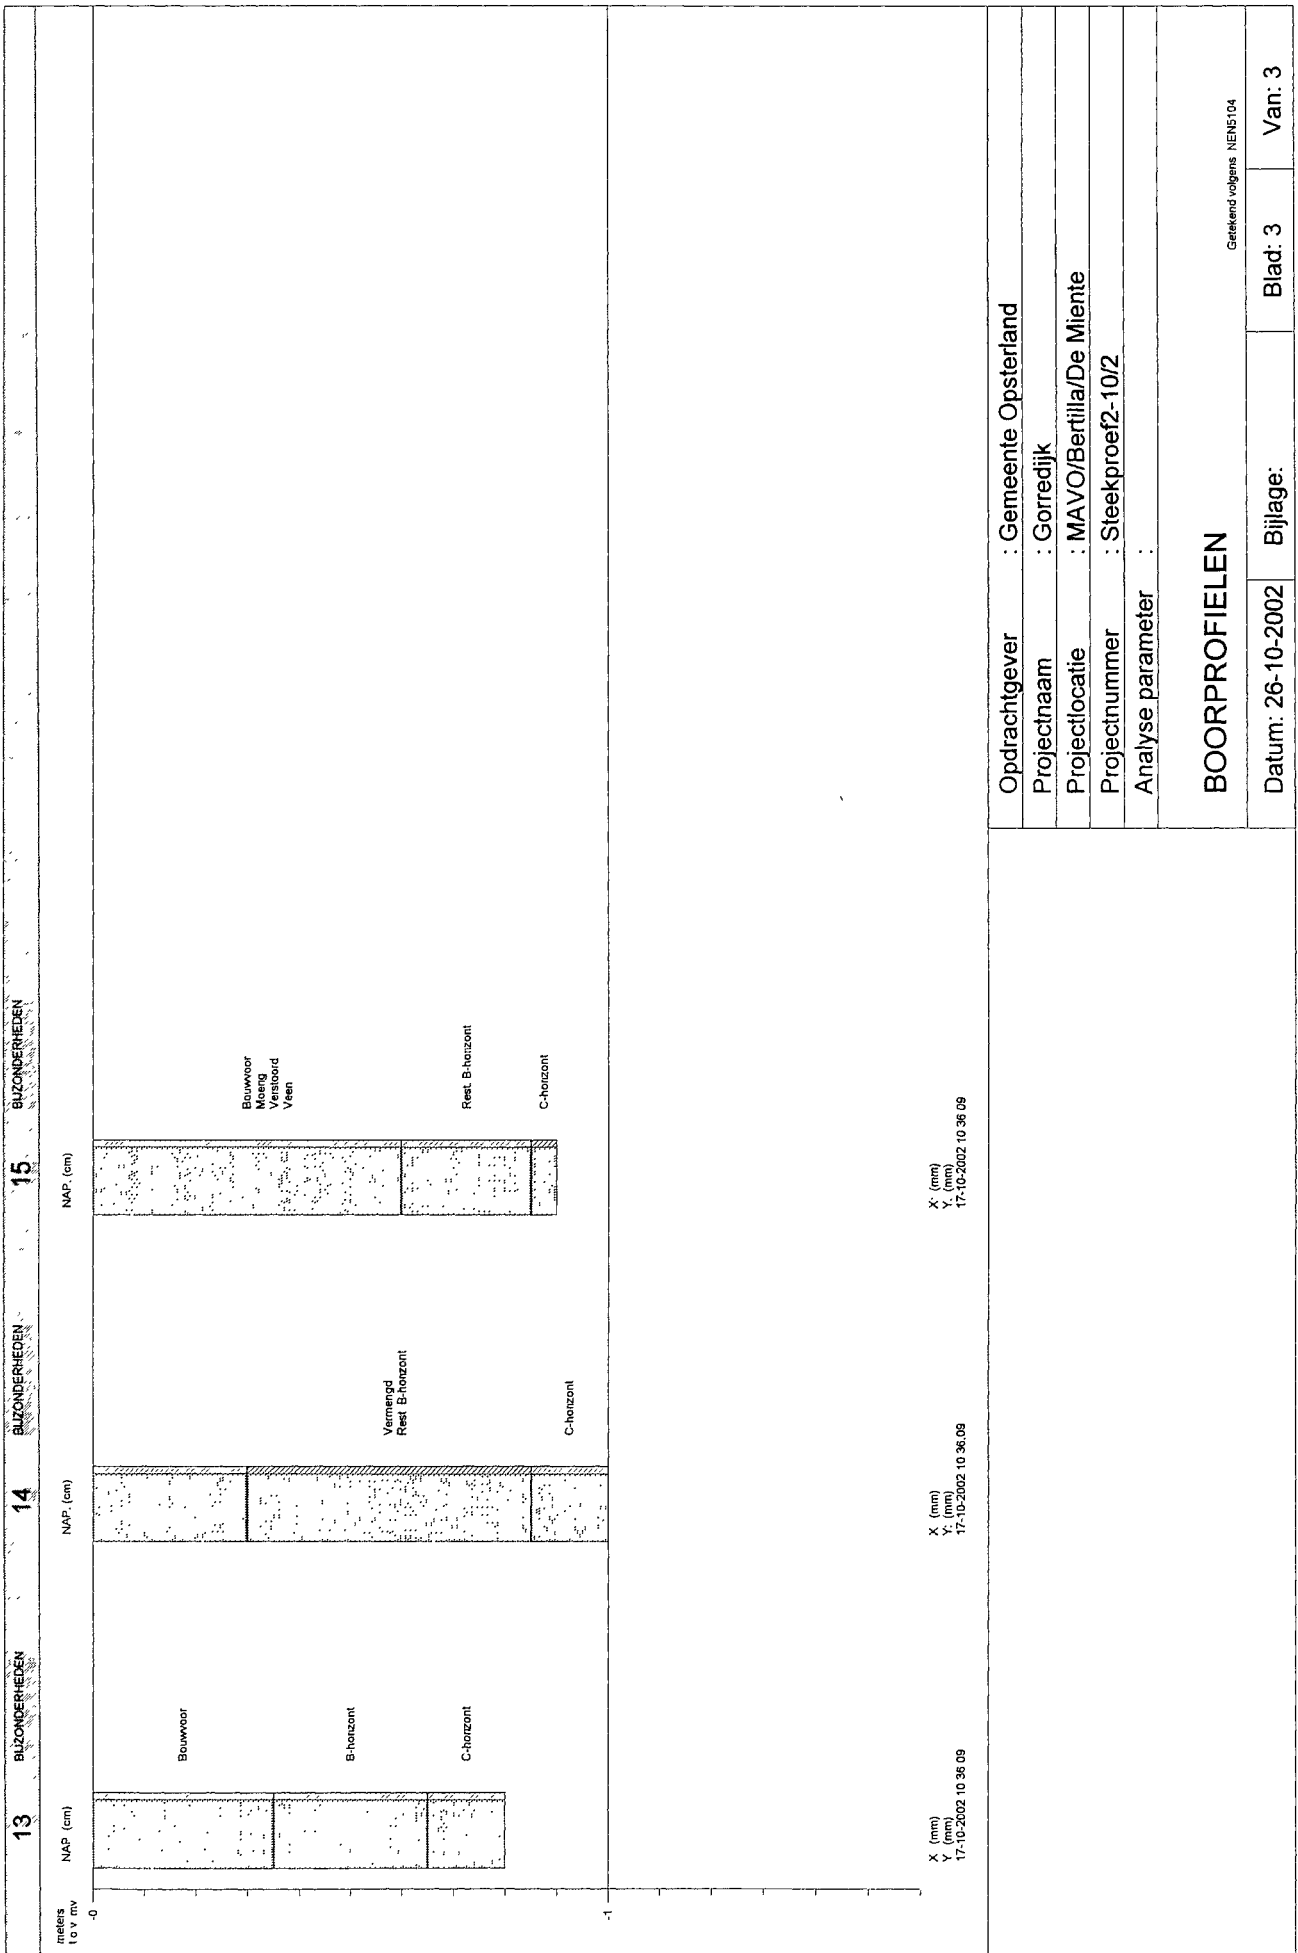 13 BIJZONDERHEDEN
14 BIJZONDERHEDEN
15 BIJZONDERHEDEN
meters
t o v mv
NAP (cm)
NAP. (cm)
NAP. (cm)
-0
-1
Bouwvoor
B-horizont
C-horizont
Vermengd
Rest B-horizont
C-horizont
Bouwvoor
Moerig
Verstoord
Veen
Rest. B-horizont
C-horizont
X (mm)
Y (mm)
17-10-2002 10 36 09
X (mm)
Y: (mm)
17-10-2002 10 36.09
X· (mm)
Y. (mm)
17-10-2002 10 36 09
Opdrachtgever : Gemeente Opsterland
Projectnaam : Gorredijk
Projectlocatie : MAVO/Bertilla/De Miente
Projectnummer : Steekproef2-10/2
Analyse parameter :
BOORPROFIELEN
Getekend volgens NEN5104
Datum: 26-10-2002 Bijlage: Blad: 3 Van: 3